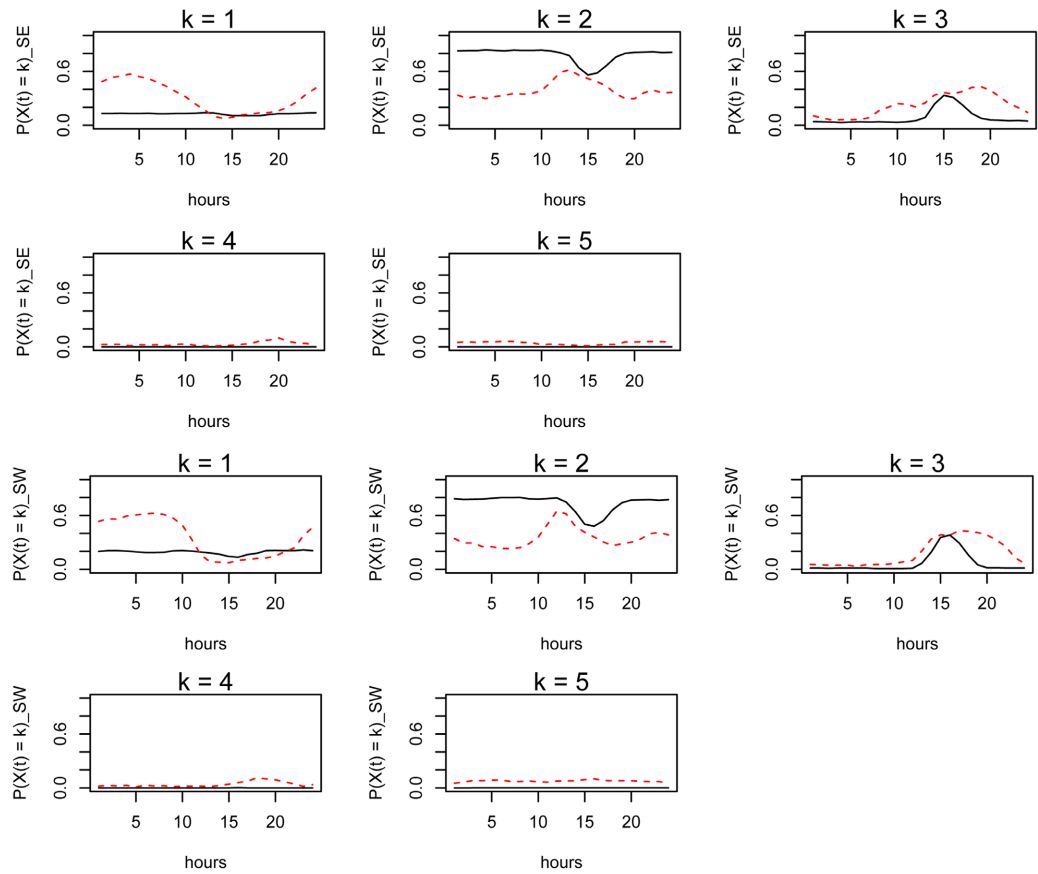 k = 1
P(X(t) = k)_SE
0.0 0.6
5 10 15 20
hours
k = 2
P(X(t) = k)_SE
0.0 0.6
5 10 15 20
hours
k = 3
P(X(t) = k)_SE
0.0 0.6
5 10 15 20
hours
k = 4
P(X(t) = k)_SE
0.0 0.6
5 10 15 20
hours
k = 5
P(X(t) = k)_SE
0.0 0.6
5 10 15 20
hours
k = 1
P(X(t) = k)_SW
0.0 0.6
5 10 15 20
hours
k = 2
P(X(t) = k)_SW
0.0 0.6
5 10 15 20
hours
k = 3
P(X(t) = k)_SW
0.0 0.6
5 10 15 20
hours
k = 4
P(X(t) = k)_SW
0.0 0.6
5 10 15 20
hours
k = 5
P(X(t) = k)_SW
0.0 0.6
5 10 15 20
hours